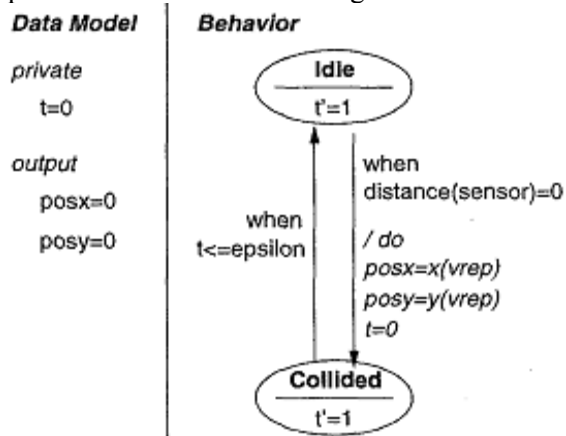 Data Model
Behavior
private
t=0
output
posx=0
posy=0
Idle
t'=1
when
distance(sensor)=0
/ do
posx=x(vrep)
posy=y(vrep)
t=0
when
t<=epsilon
Collided
t'=1